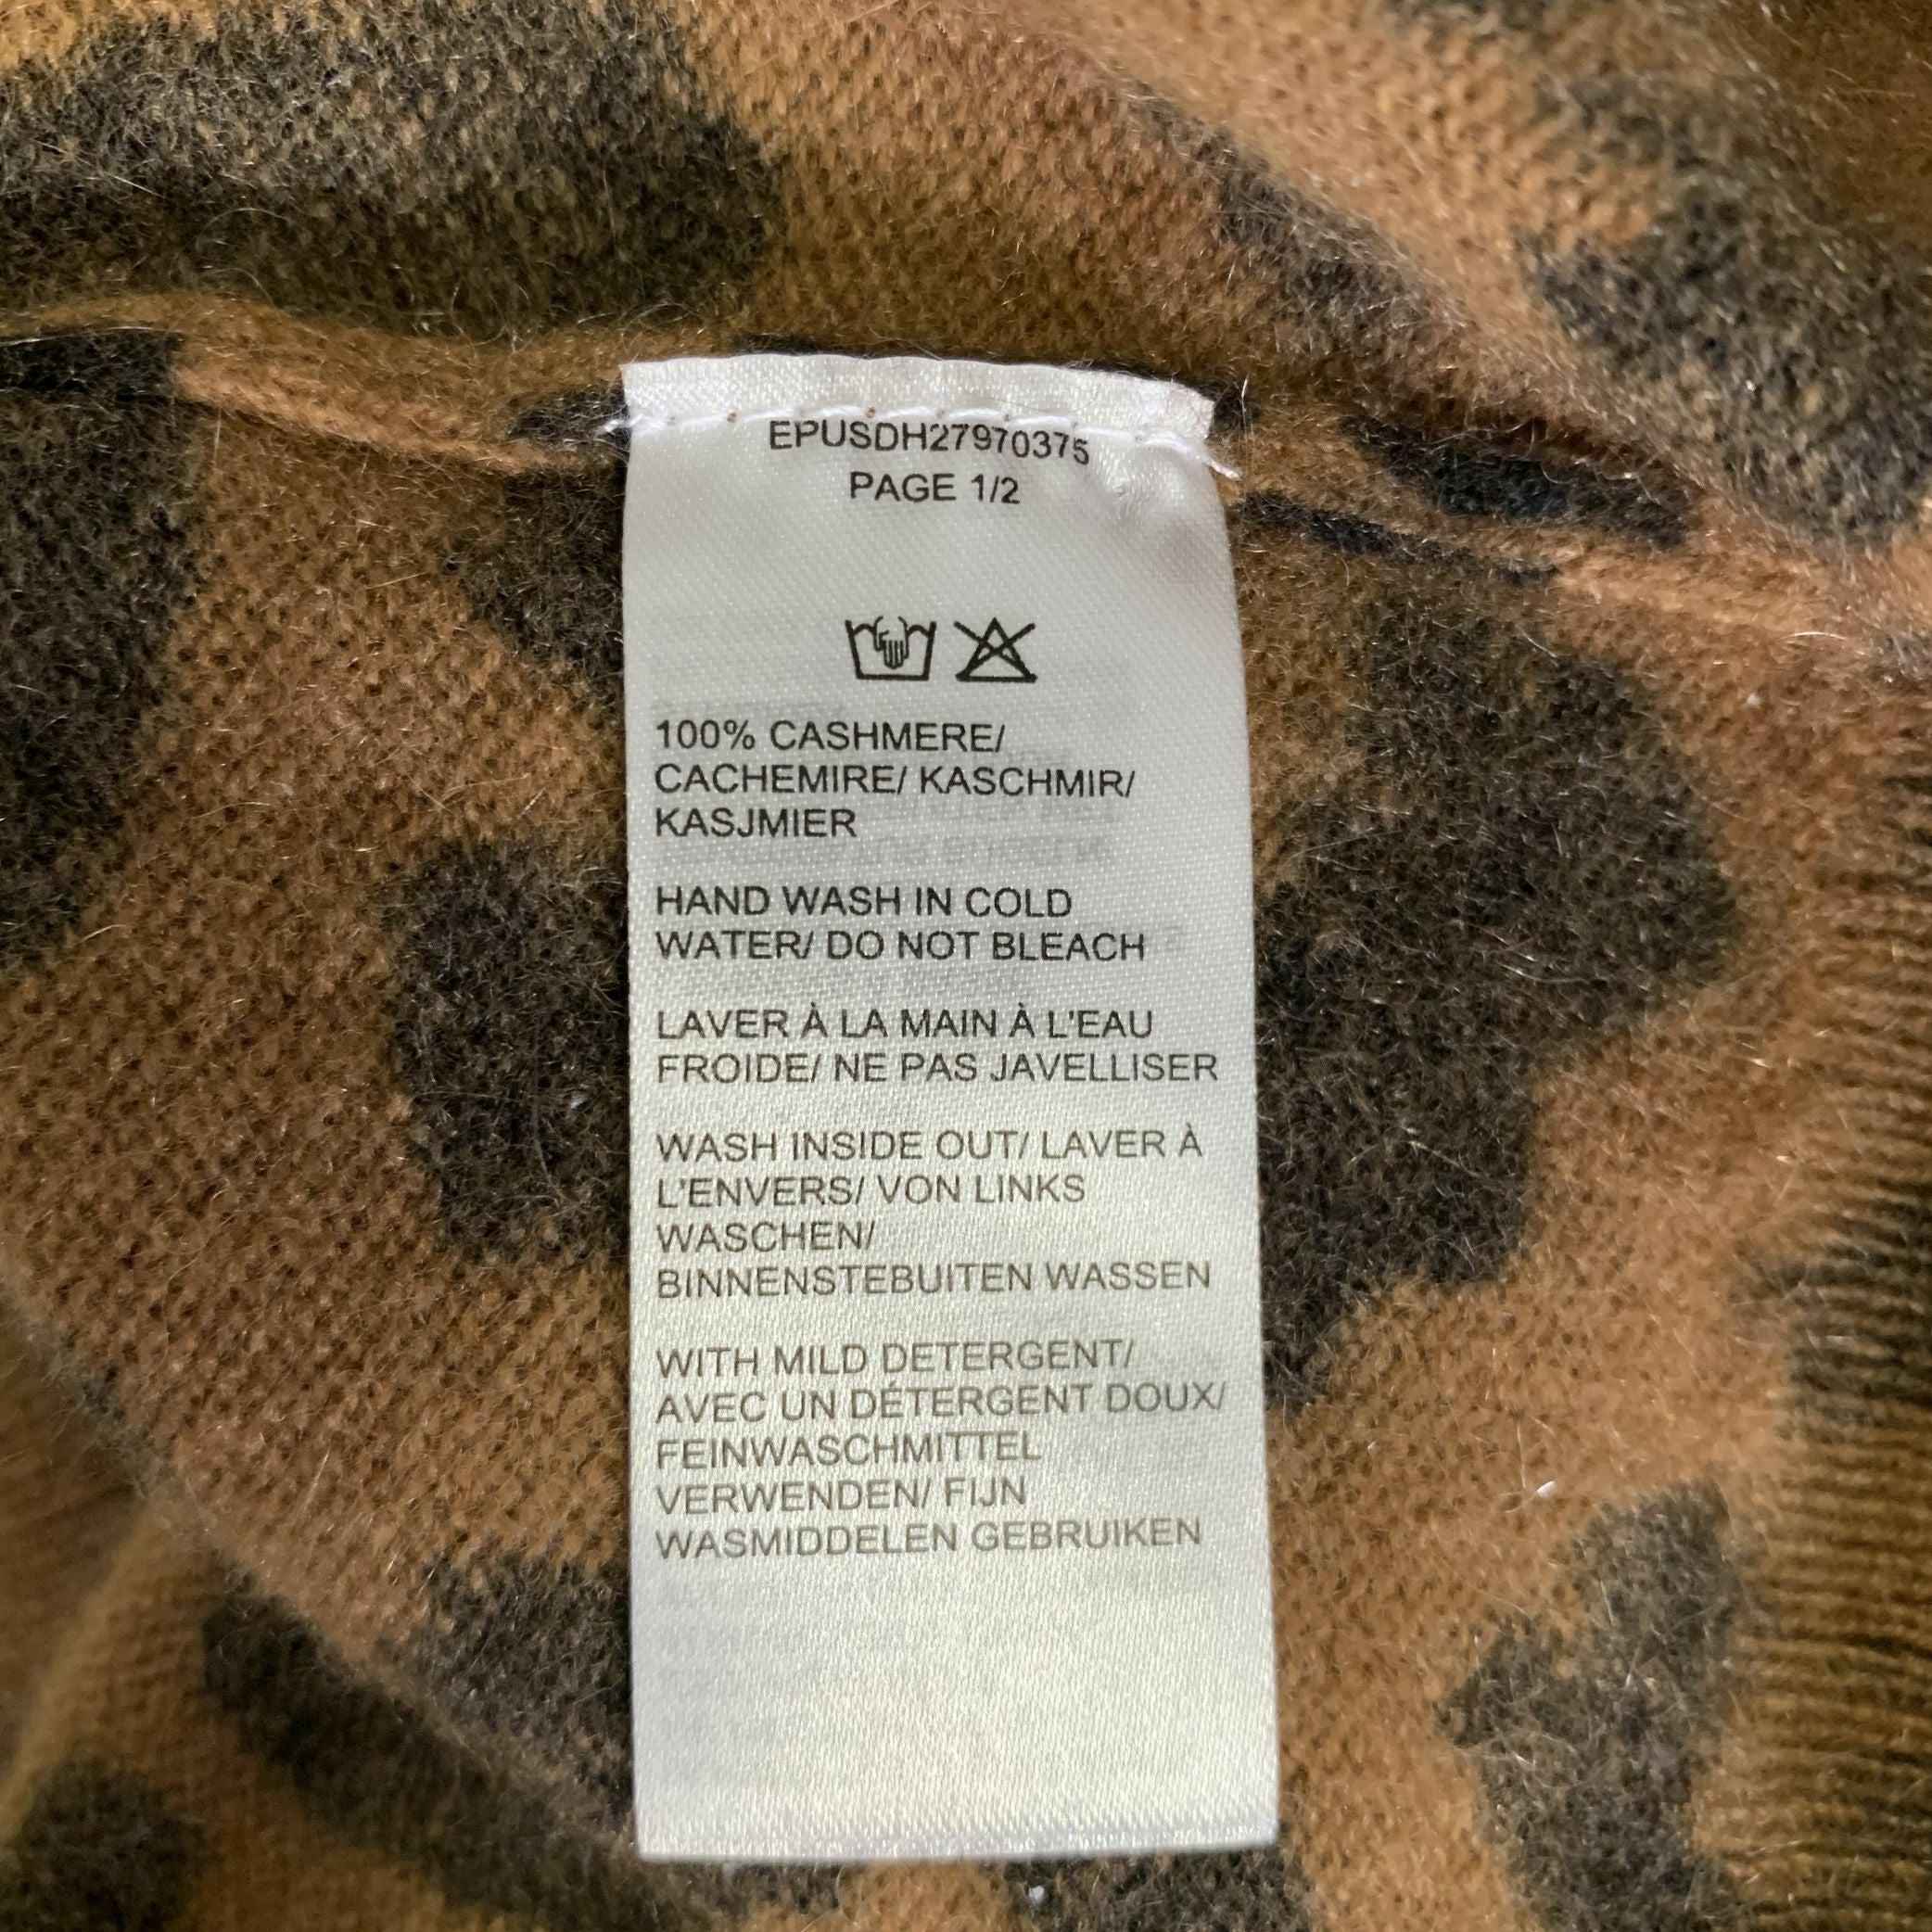 EPUSDH27970375
PAGE 1/2
100% CASHMERE/
CACHEMIRE/ KASCHMIR/
KASJMIER
HAND WASH IN COLD
WATER/ DO NOT BLEACH
LAVER À LA MAIN À L'EAU
FROIDE/ NE PAS JAVELLISER
WASH INSIDE OUT/ LAVER À
L'ENVERS/ VON LINKS
WASCHEN/
BINNENSTEBUITEN WASSEN
WITH MILD DETERGENT/
AVEC UN DÉTERGENT DOUX/
FEINWASCHMITTEL
VERWENDEN/ FIJN
WASMIDDELEN GEBRUIKEN